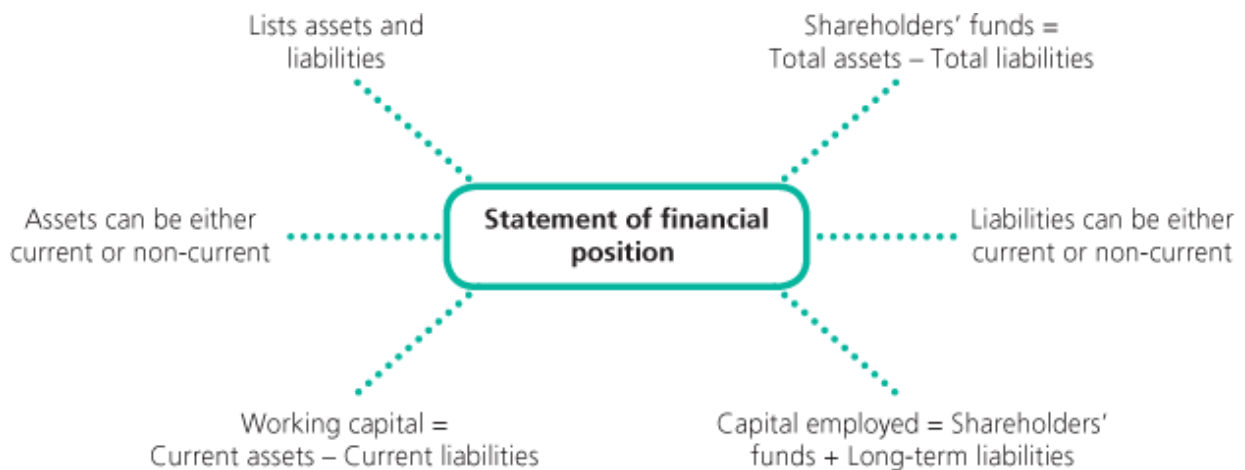 Lists assets and
liabilities
Shareholders’ funds =
Total assets – Total liabilities
Assets can be either
current or non-current
Statement of financial
position
Liabilities can be either
current or non-current
Working capital =
Current assets – Current liabilities
Capital employed = Shareholders’
funds + Long-term liabilities